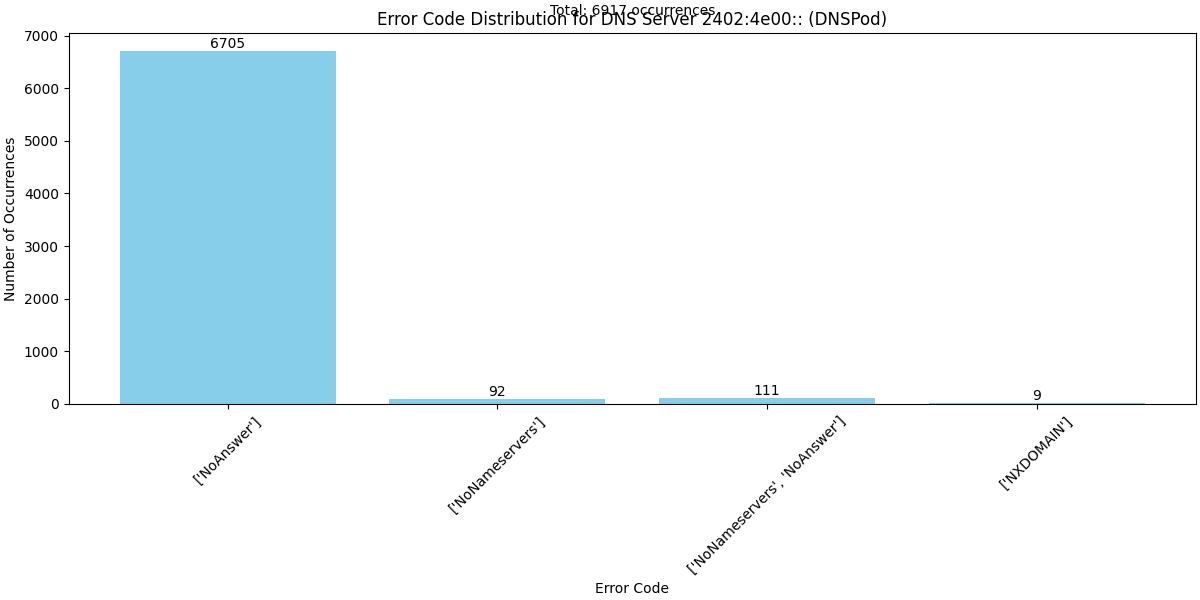 Total: 6917 occurrences
Error Code Distribution for DNS Server 2402:4e00:: (DNSPod)
Number of Occurrences
7000
6000
5000
4000
3000
2000
1000
0
6705
92
111
9
['NoAnswer']
['NoNameservers']
['NoNameservers', 'NoAnswer']
['NXDOMAIN']
Error Code